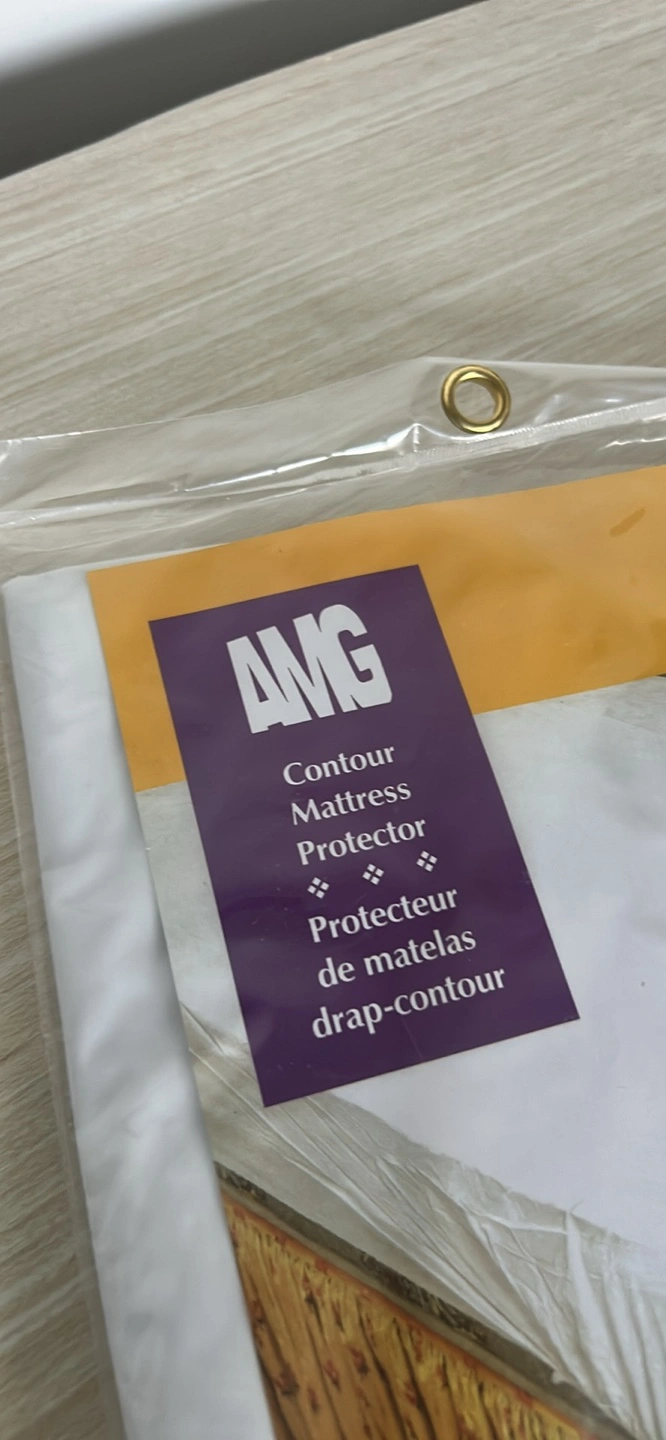 AMG
Contour
Mattress
Protector
Protecteur
de matelas
drap-contour